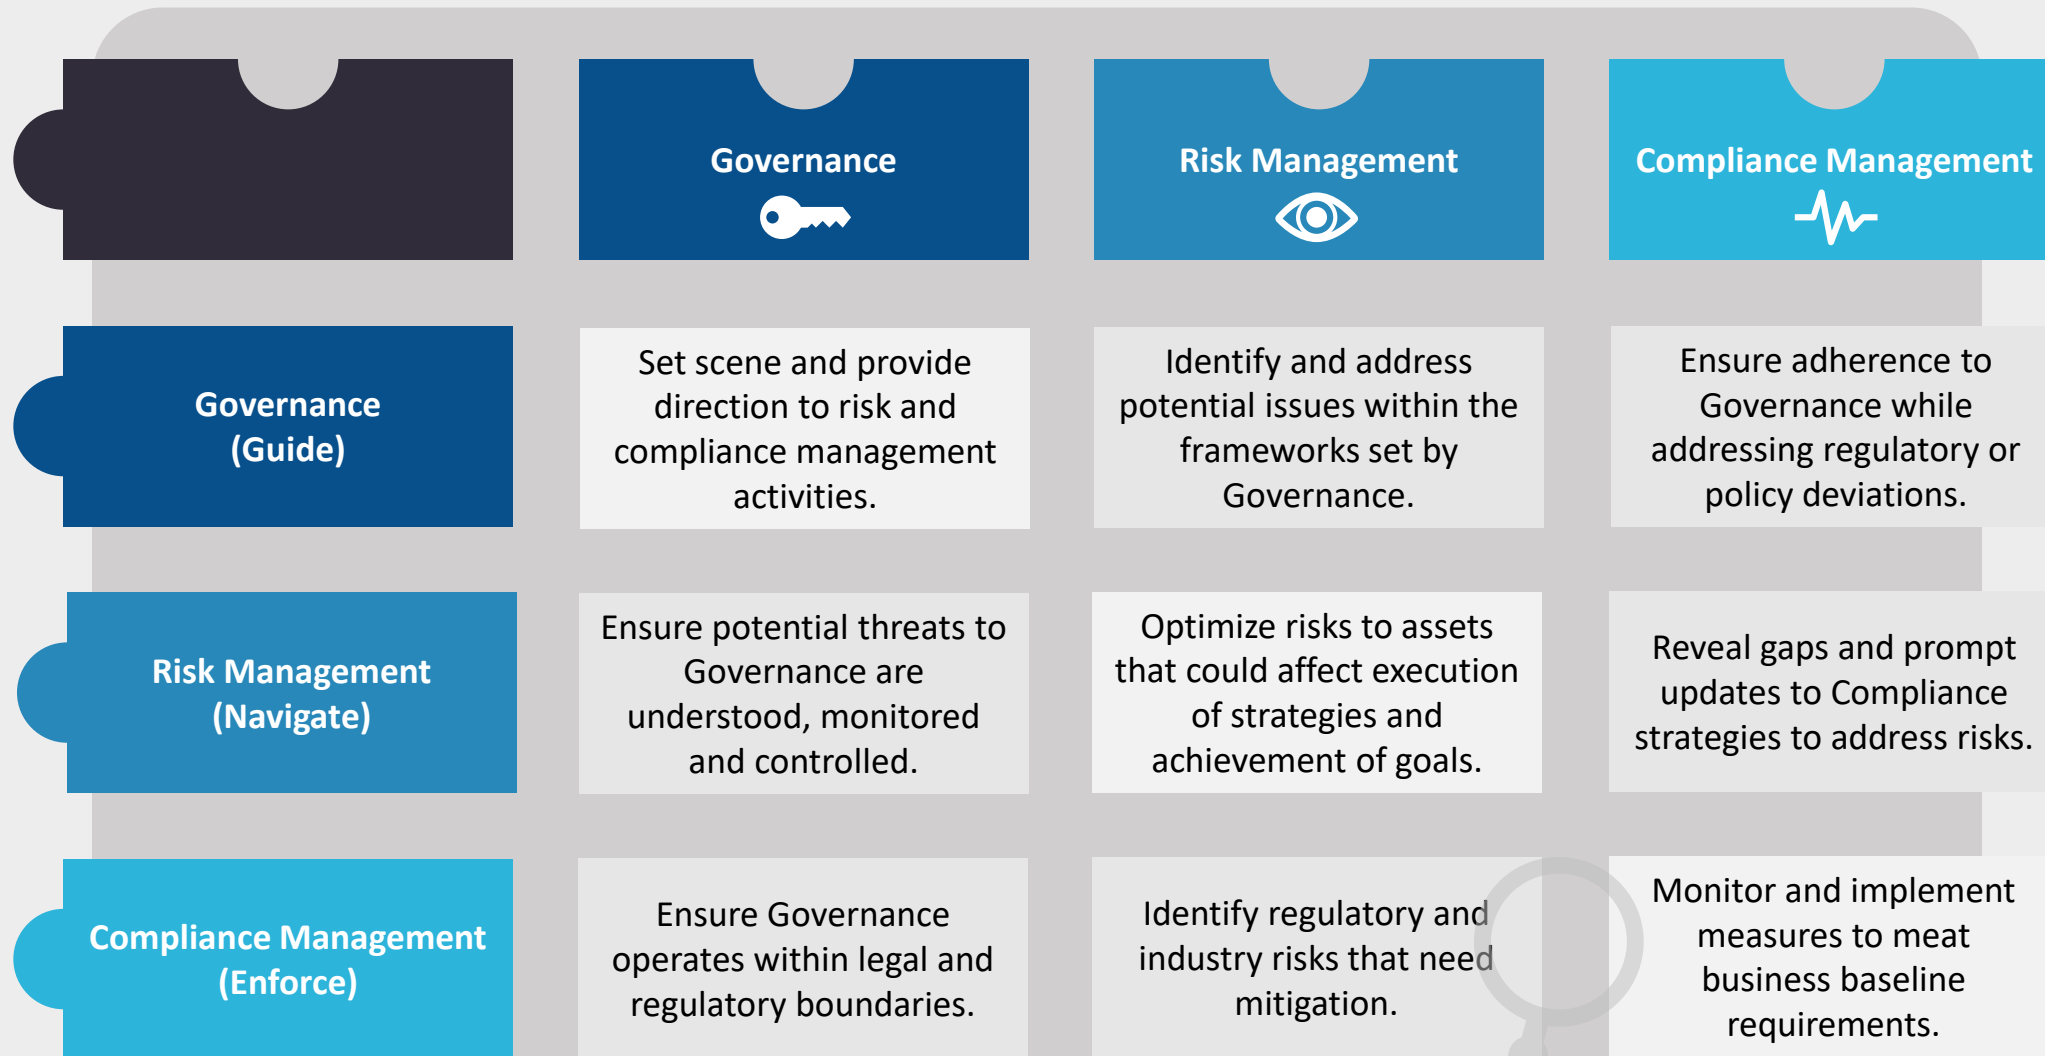 Governance
Risk Management
Compliance Management
Governance
(Guide)
Set scene and provide
direction to risk and
compliance management
activities.
Identify and address
potential issues within the
frameworks set by
Governance.
Ensure adherence to
Governance while
addressing regulatory or
policy deviations.
Risk Management
(Navigate)
Ensure potential threats to
Governance are
understood, monitored
and controlled.
Optimize risks to assets
that could affect execution
of strategies and
achievement of goals.
Reveal gaps and prompt
updates to Compliance
strategies to address risks.
Compliance Management
(Enforce)
Ensure Governance
operates within legal and
regulatory boundaries.
Identify regulatory and
industry risks that need
mitigation.
Monitor and implement
measures to meat
business baseline
requirements.